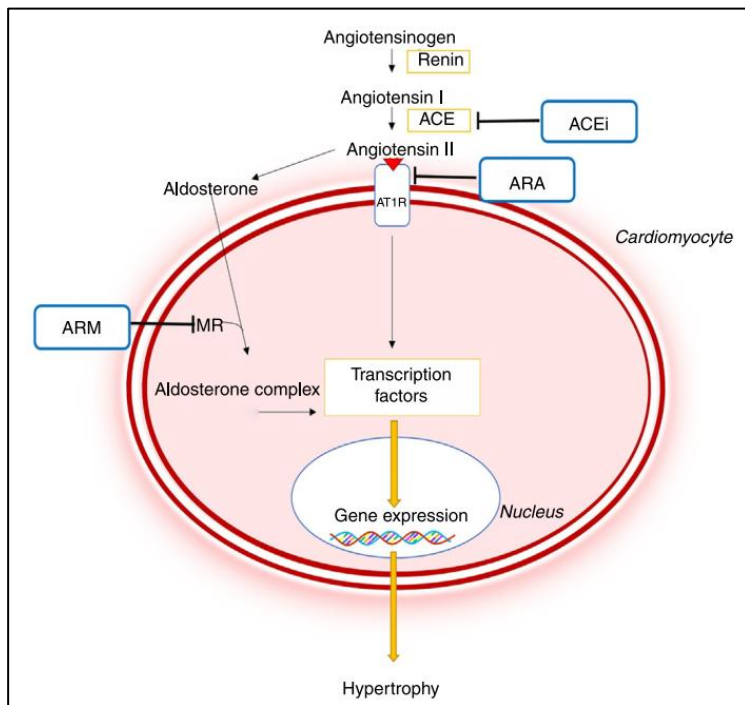 Angiotensinogen
Renin
Angiotensin I
ACE
ACEi
Angiotensin II
ARA
Aldosterone
AT1R
Cardiomyocyte
ARM
MR
Aldosterone complex
Transcription
factors
Gene expression
Nucleus
Hypertrophy